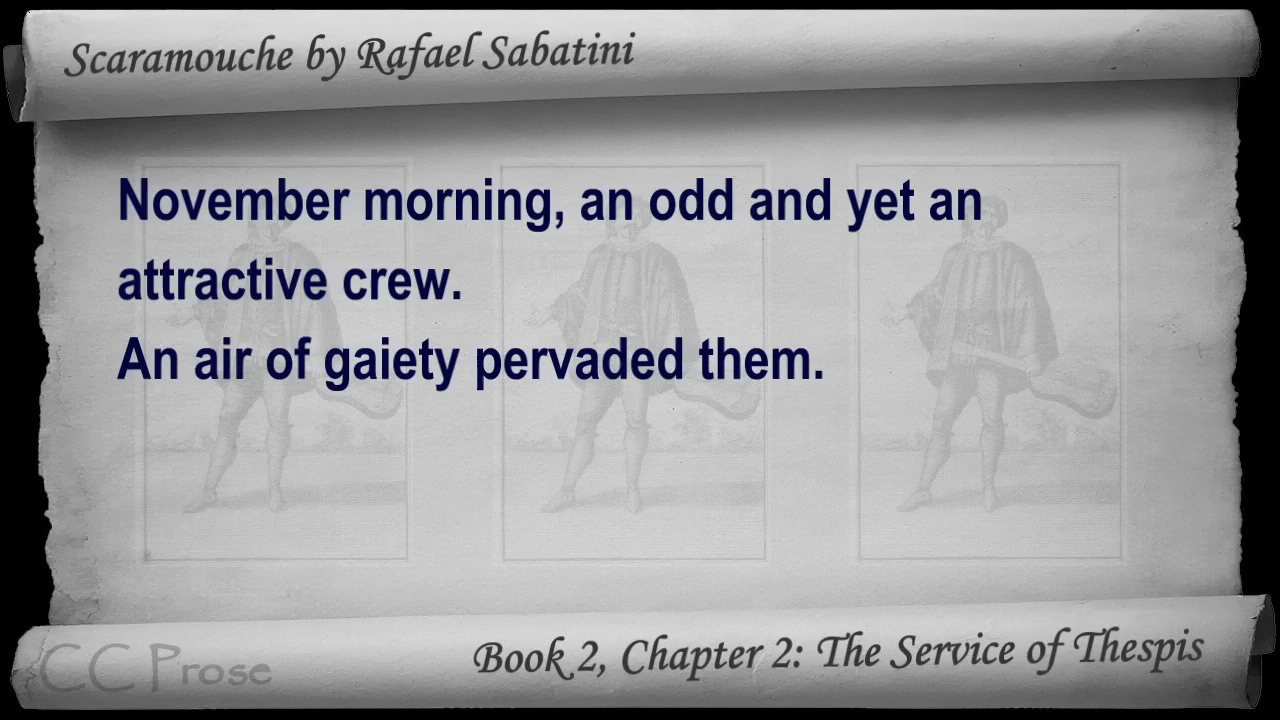 Scaramouche by Rafael Sabatini
November morning, an odd and yet an
attractive crew.
An air of gaiety pervaded them.
CC Prose
Book 2, Chapter 2: The Service of Thespis